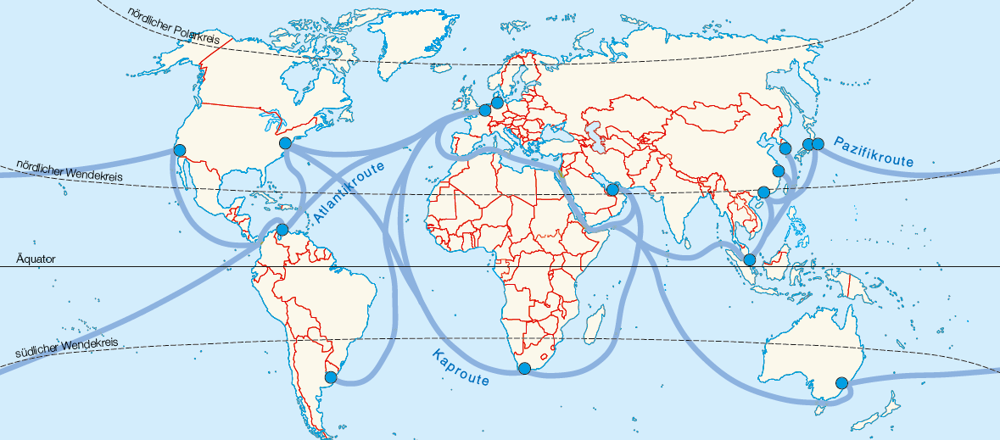 nördlicher Polarkreis
Pazifikroute
nördlicher Wendekreis
Atlantikroute
Äquator
südlicher Wendekreis
Kaproute